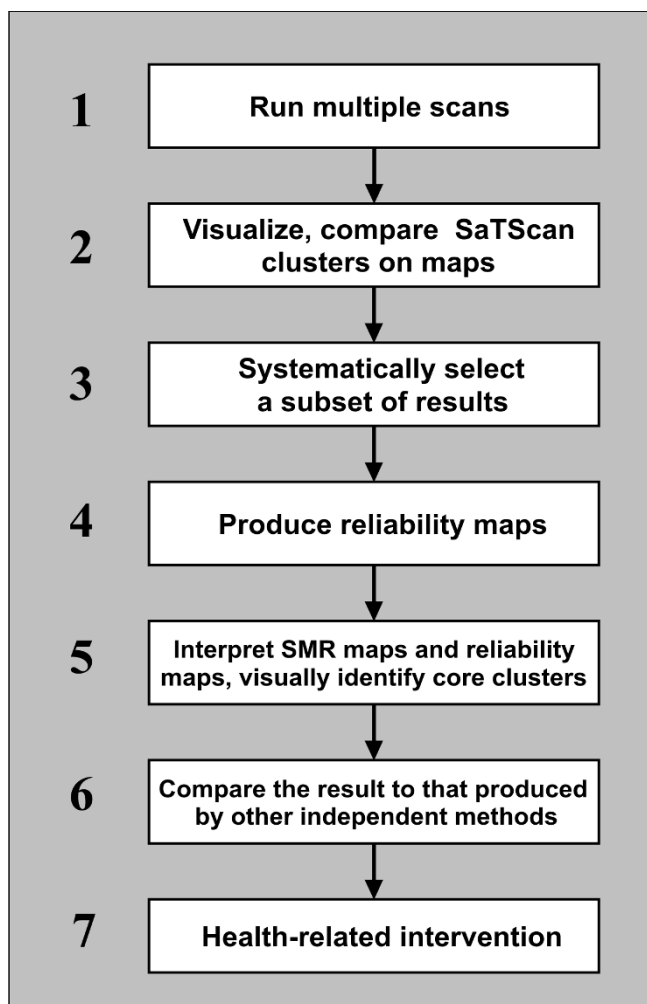 1
Run multiple scans
2
Visualize, compare SaTScan
clusters on maps
3
Systematically select
a subset of results
4
Produce reliability maps
5
Interpret SMR maps and reliability
maps, visually identify core clusters
6
Compare the result to that produced
by other independent methods
7
Health-related intervention